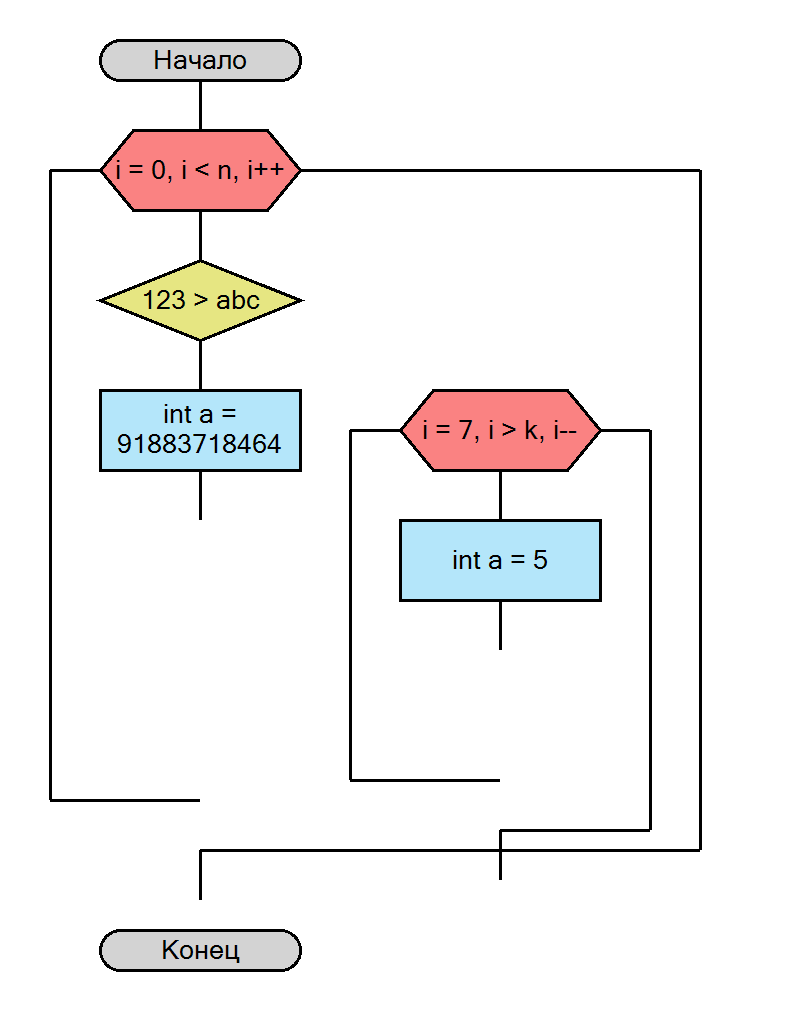 Начало
i = 0, i < n, i++
123 > abc
int a =
91883718464
i = 7, i > k, i--
int a = 5
Конец